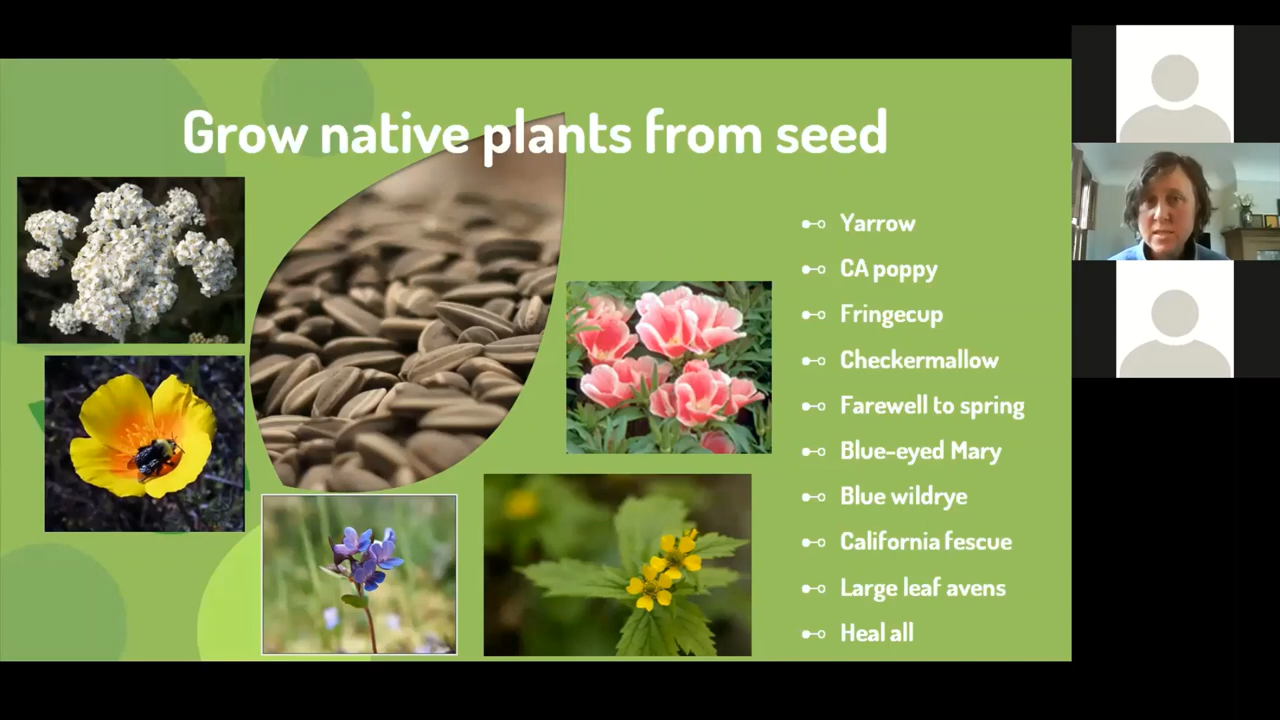 Grow native plants from seed
Yarrow
CA poppy
Fringecup
Checkermallow
Farewell to spring
Blue-eyed Mary
Blue wildrye
California fescue
Large leaf avens
Heal all